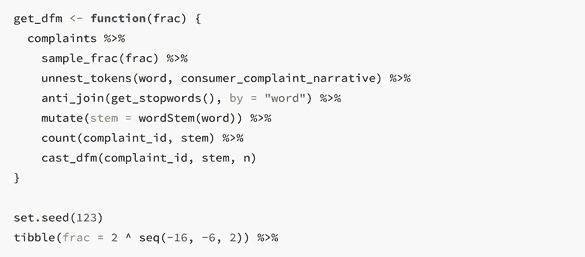 get_dfm <- function(frac) {
  complaints %>%
    sample_frac(frac) %>%
    unnest_tokens(word, consumer_complaint_narrative) %>%
    anti_join(get_stopwords(), by = "word") %>%
    mutate(stem = wordStem(word)) %>%
    count(complaint_id, stem) %>%
    cast_dfm(complaint_id, stem, n)
}

set.seed(123)
tibble(frac = 2 ^ seq(-16, -6, 2)) %>%